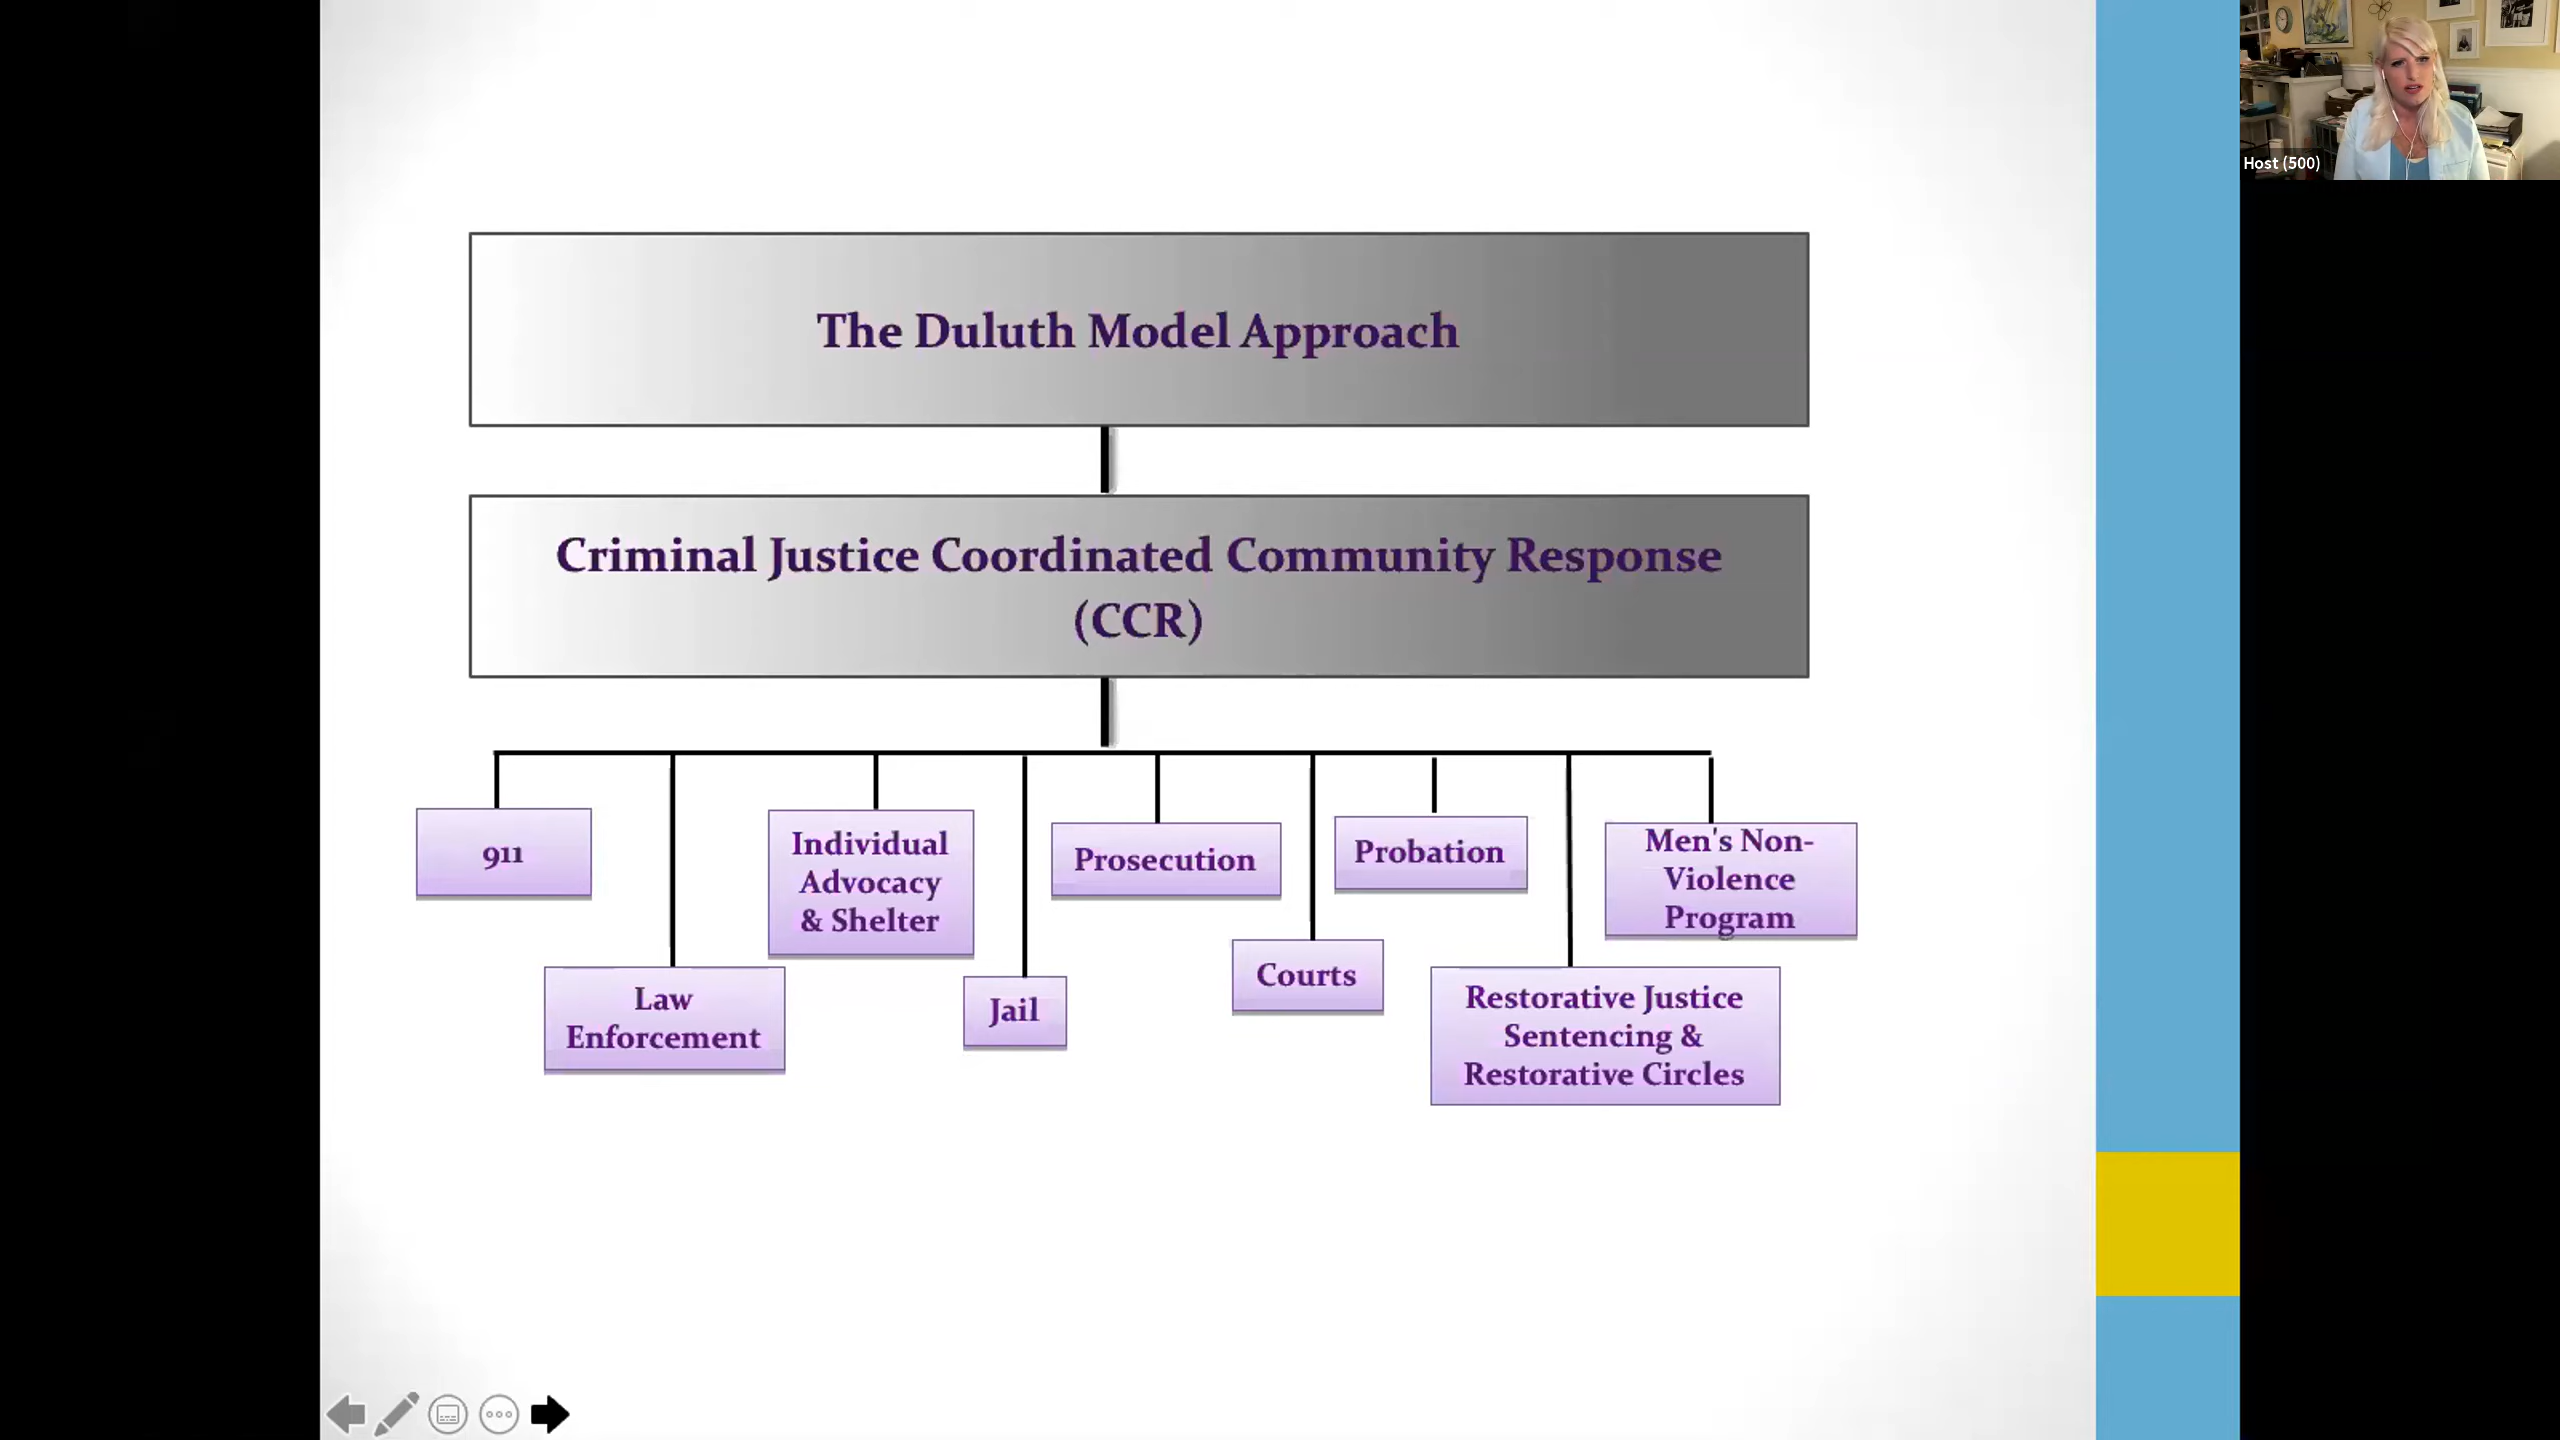 Host (500)
The Duluth Model Approach
Criminal Justice Coordinated Community Response
(CCR)
911
Individual
Advocacy
& Shelter
Prosecution
Probation
Men's Non-
Violence
Program
Law
Enforcement
Jail
Courts
Restorative Justice
Sentencing &
Restorative Circles